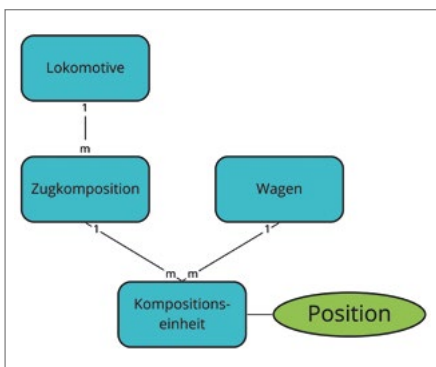 Lokomotive
1
m
Zugkomposition
Wagen
1
1
m
m
Kompositions-
einheit
Position